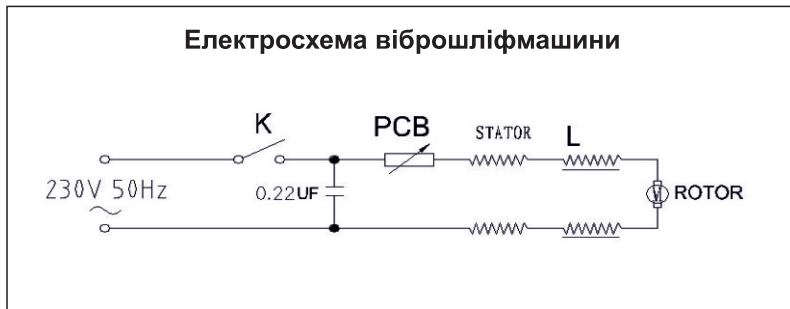 Електросхема віброшліфмашини
K
PCB
STATOR
L
230V 50Hz
0.22UF
M
ROTOR